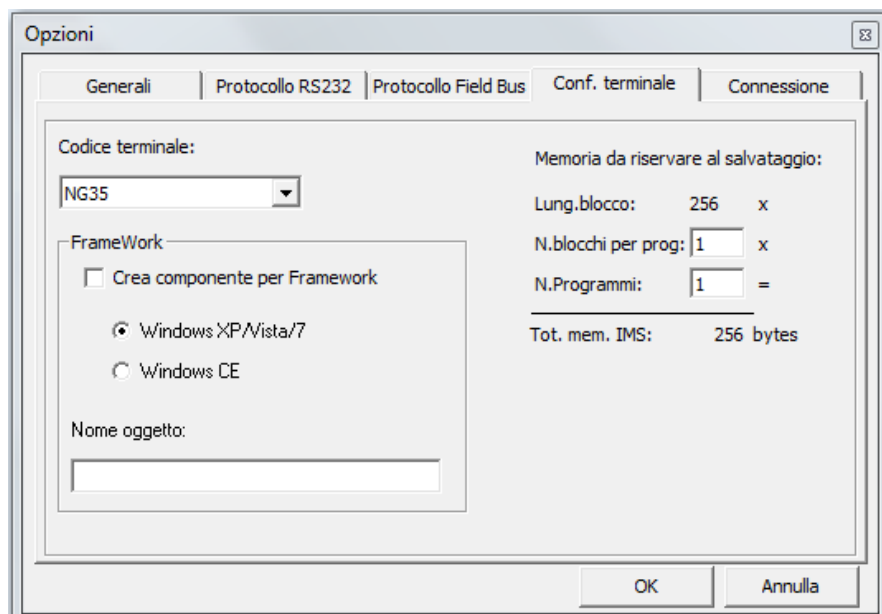 Opzioni
Generali
Protocollo RS232
Protocollo Field Bus
Conf. terminale
Connessione
Codice terminale:
NG35
FrameWork
Crea componente per Framework
Windows XP/Vista/7
Windows CE
Nome oggetto:
Memoria da riservare al salvataggio:
Lung.blocco: 256 x
N.blocchi per prog: 1 x
N.Programmi: 1 =
Tot. mem. IMS: 256 bytes
OK
Annulla